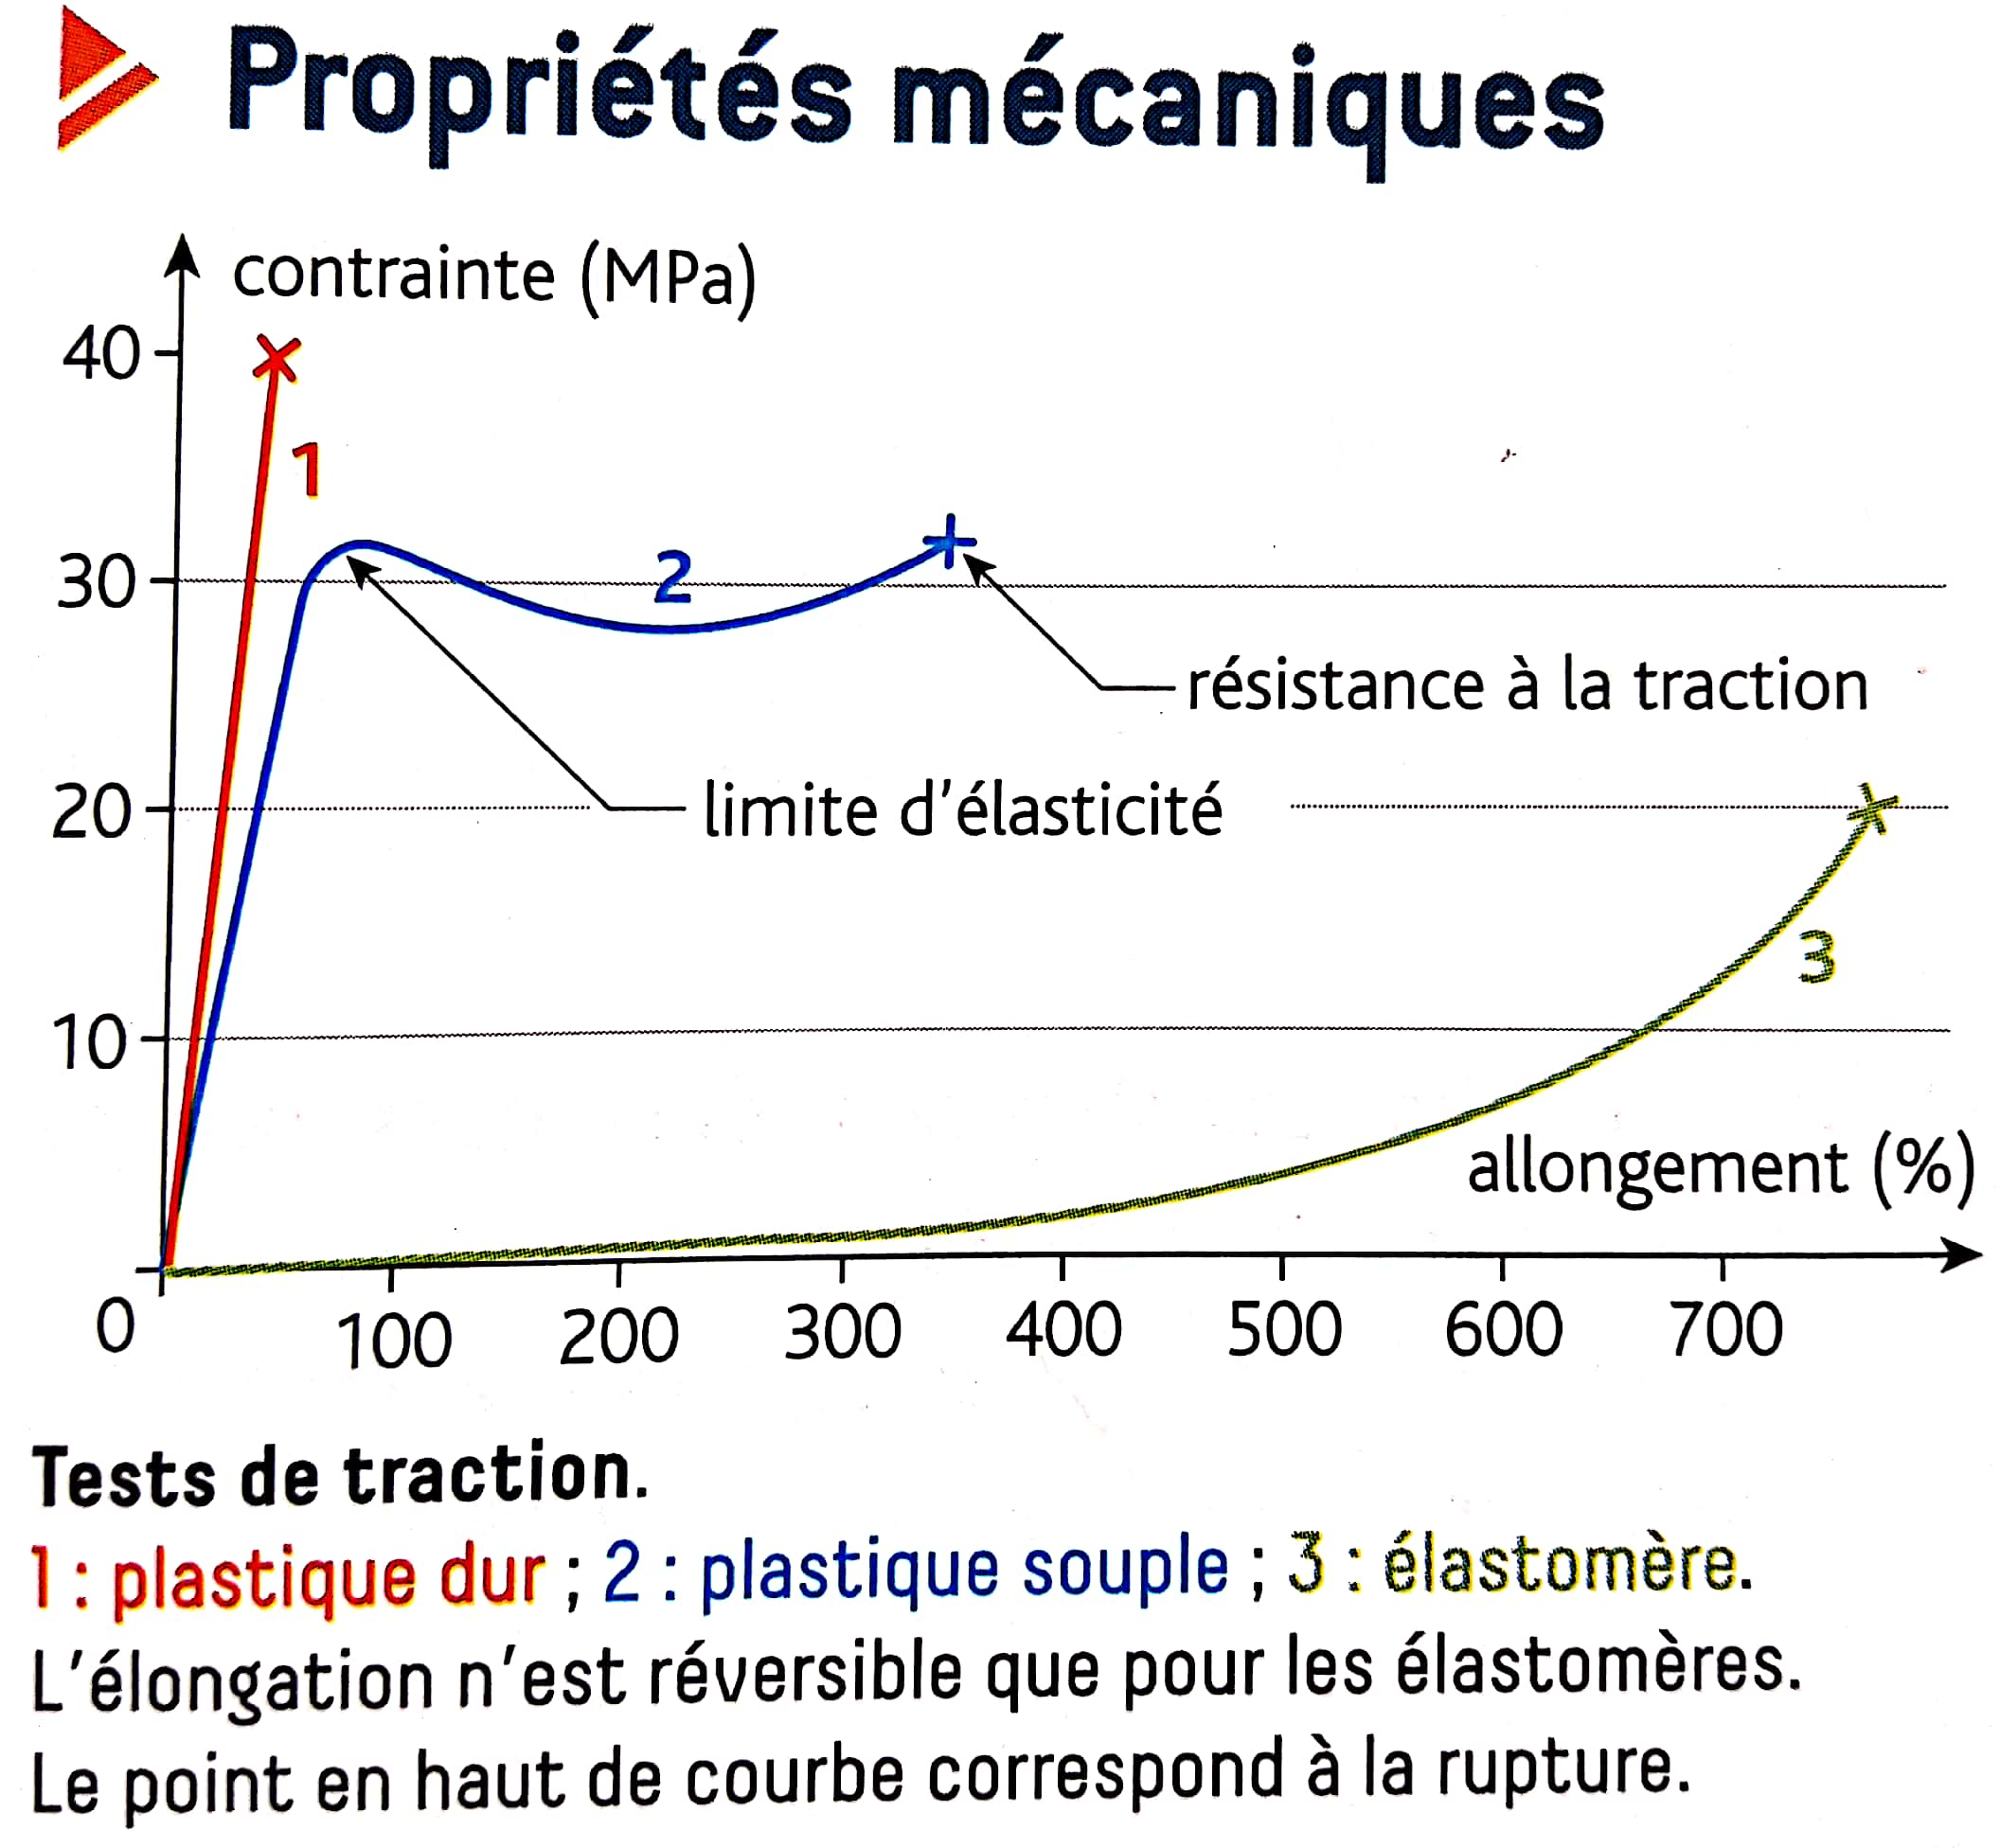 Propriétés mécaniques
contrainte (MPa)
40
1
30
2
résistance à la traction
20
limite d'élasticité
3
10
allongement (%)
0
100 200 300 400 500 600 700
Tests de traction.
1 : plastique dur ; 2 : plastique souple ; 3 : élastomère.
L'élongation n'est réversible que pour les élastomères.
Le point en haut de courbe correspond à la rupture.